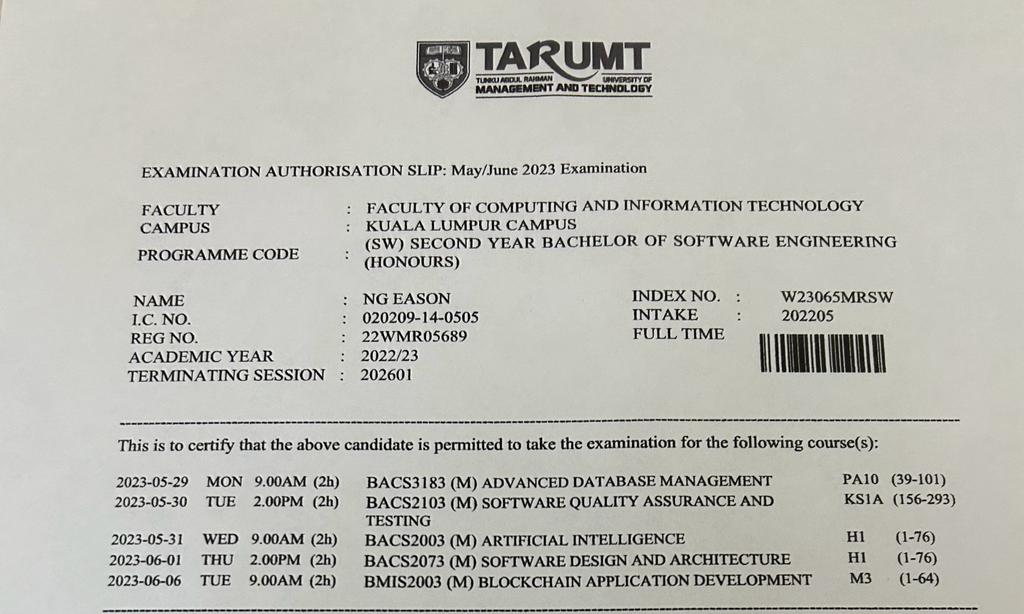 TARUMT
TUNKU ABDUL RAHMAN UNIVERSITY OF
MANAGEMENT AND TECHNOLOGY
EXAMINATION AUTHORISATION SLIP: May/June 2023 Examination
FACULTY : FACULTY OF COMPUTING AND INFORMATION TECHNOLOGY
CAMPUS : KUALA LUMPUR CAMPUS
PROGRAMME CODE : (SW) SECOND YEAR BACHELOR OF SOFTWARE ENGINEERING
(HONOURS)
NAME : NG EASON INDEX NO. : W23065MRSW
I.C. NO. : 020209-14-0505 INTAKE : 202205
REG NO. : 22WMR05689 FULL TIME
ACADEMIC YEAR : 2022/23
TERMINATING SESSION : 202601
This is to certify that the above candidate is permitted to take the examination for the following course(s):
2023-05-29 MON 9.00AM (2h) BACS3183 (M) ADVANCED DATABASE MANAGEMENT PA10 (39-101)
2023-05-30 TUE 2.00PM (2h) BACS2103 (M) SOFTWARE QUALITY ASSURANCE AND KS1A (156-293)
TESTING
2023-05-31 WED 9.00AM (2h) BACS2003 (M) ARTIFICIAL INTELLIGENCE H1 (1-76)
2023-06-01 THU 2.00PM (2h) BACS2073 (M) SOFTWARE DESIGN AND ARCHITECTURE H1 (1-76)
2023-06-06 TUE 9.00AM (2h) BMIS2003 (M) BLOCKCHAIN APPLICATION DEVELOPMENT M3 (1-64)